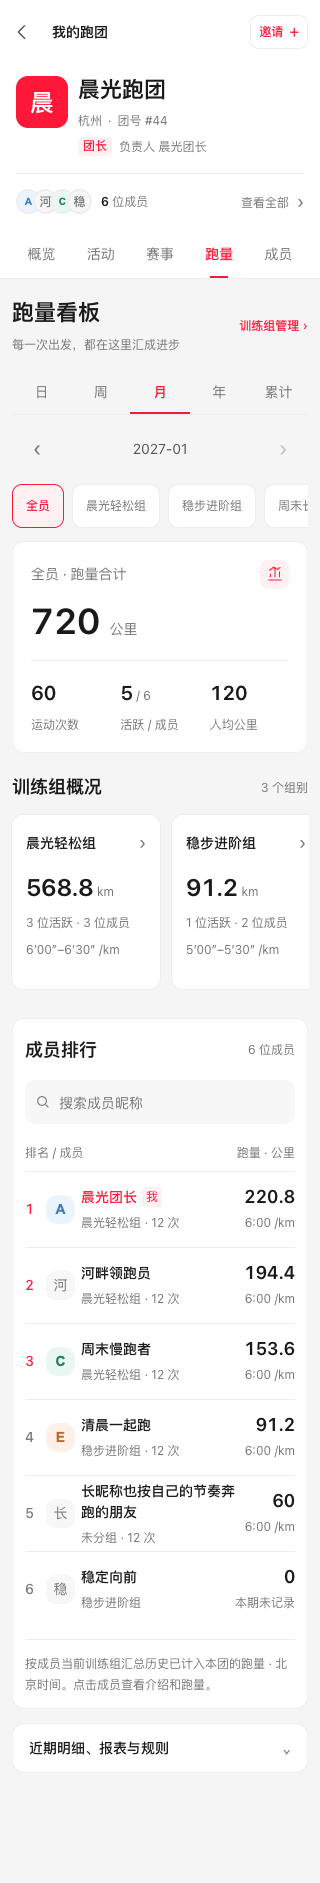 我的跑团
邀请 +
晨
晨光跑团
杭州 · 团号 #44
团长 负责人 晨光团长
A 河 C 稳 6 位成员 查看全部 ›
概览 活动 赛事 跑量 成员
跑量看板
每一次出发，都在这里汇成进步
训练组管理 ›
日 周 月 年 累计
‹ 2027-01 ›
全员 晨光轻松组 稳步进阶组 周末
全员 · 跑量合计
720 公里
60 5 / 6 120
运动次数 活跃 / 成员 人均公里
训练组概况 3 个组别
晨光轻松组 › 稳步进阶组 ›
568.8 km 91.2 km
3 位活跃 · 3 位成员 1 位活跃 · 2 位成员
6′00″–6′30″ /km 5′00″–5′30″ /km
成员排行 6 位成员
搜索成员昵称
排名 / 成员 跑量 · 公里
1 A 晨光团长 我 220.8
晨光轻松组 · 12 次 6:00 /km
2 河 河畔领跑员 194.4
晨光轻松组 · 12 次 6:00 /km
3 C 周末慢跑者 153.6
晨光轻松组 · 12 次 6:00 /km
4 E 清晨一起跑 91.2
稳步进阶组 · 12 次 6:00 /km
5 长 长昵称也按自己的节奏奔
跑的朋友 60
未分组 · 12 次 6:00 /km
6 稳 稳定向前 0
稳步进阶组 本期未记录
按成员当前训练组汇总历史已计入本团的跑量 · 北
京时间。点击成员查看介绍和跑量。
近期明细、报表与规则